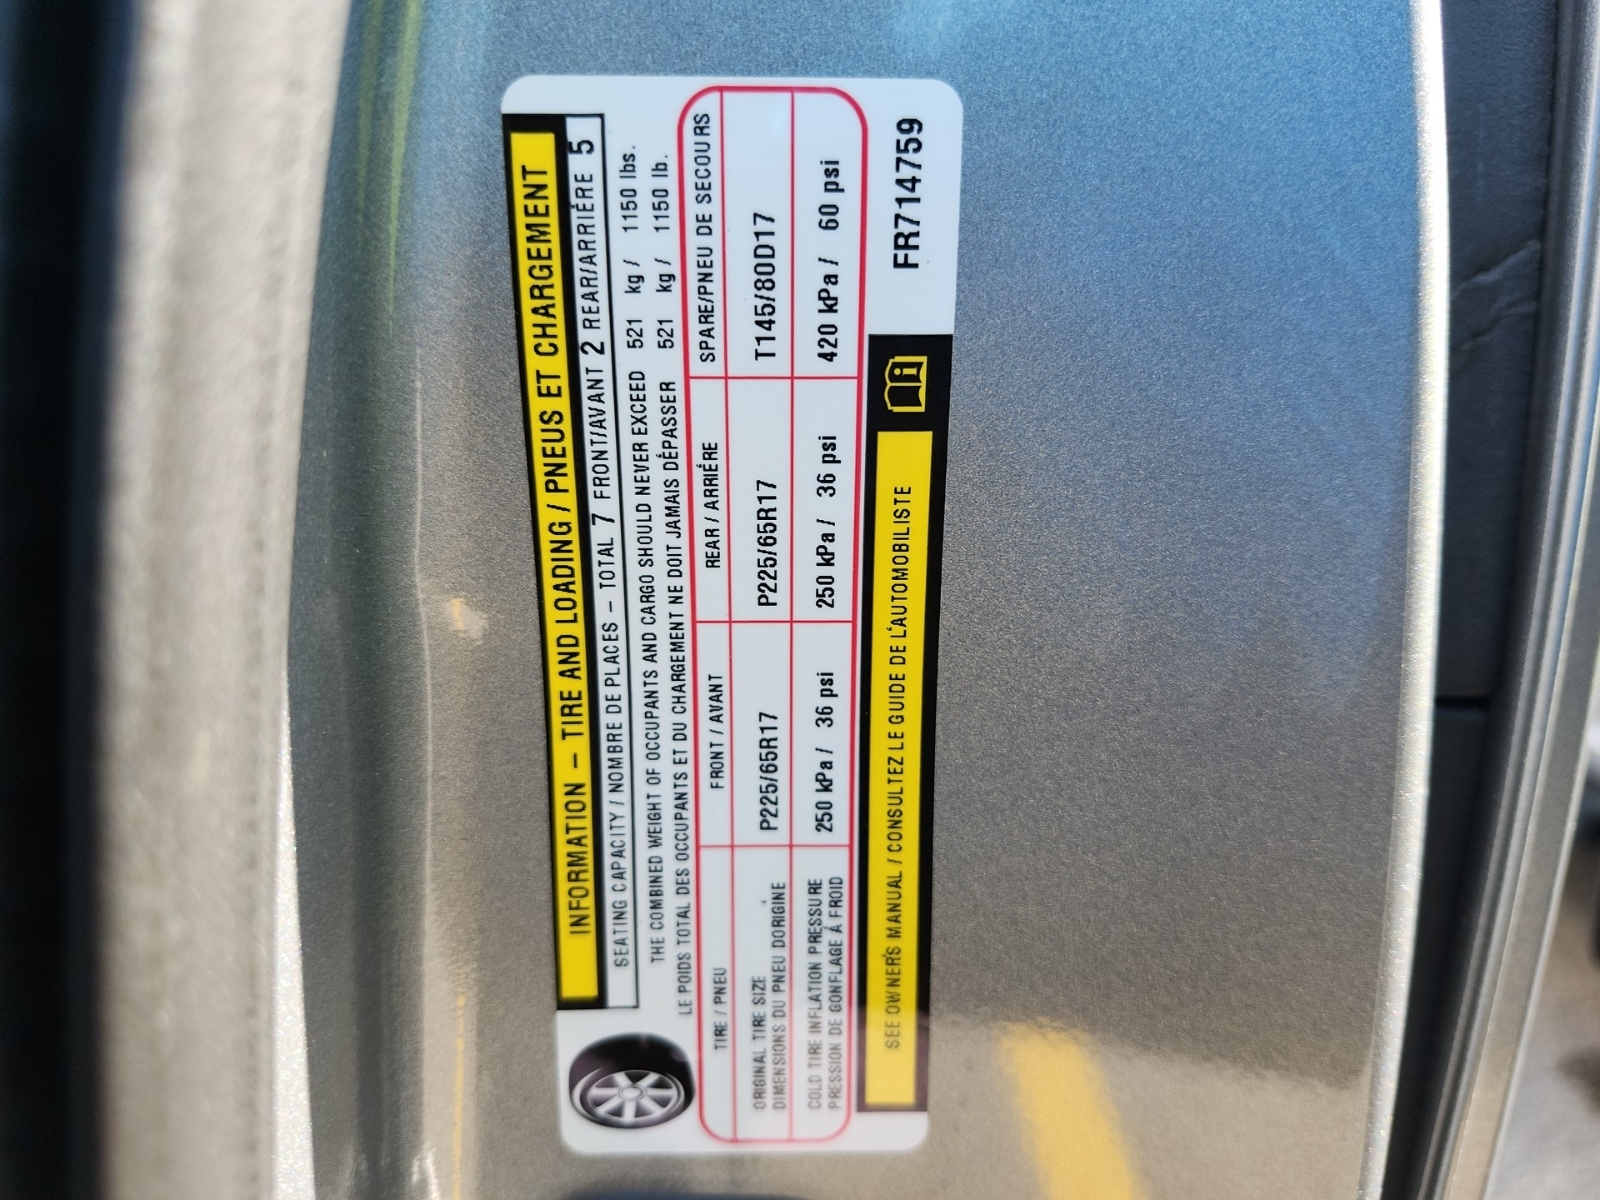 INFORMATION – TIRE AND LOADING / PNEUS ET CHARGEMENT
SEATING CAPACITY / NOMBRE DE PLACES – TOTAL 7 FRONT/AVANT 2 REAR/ARRIÈRE 5
THE COMBINED WEIGHT OF OCCUPANTS AND CARGO SHOULD NEVER EXCEED 521 kg / 1150 lbs.
LE POIDS TOTAL DES OCCUPANTS ET DU CHARGEMENT NE DOIT JAMAIS DÉPASSER 521 kg / 1150 lb.
TIRE / PNEU FRONT / AVANT REAR / ARRIÉRE SPARE/PNEU DE SECOURS
ORIGINAL TIRE SIZE
DIMENSIONS DU PNEU DORIGINE P225/65R17 P225/65R17 T145/80D17
COLD TIRE INFLATION PRESSURE
PRESSION DE GONFLAGE À FROID 250 kPa / 36 psi 250 kPa / 36 psi 420 kPa / 60 psi
SEE OWNER'S MANUAL / CONSULTEZ LE GUIDE DE L'AUTOMOBILISTE
FR714759